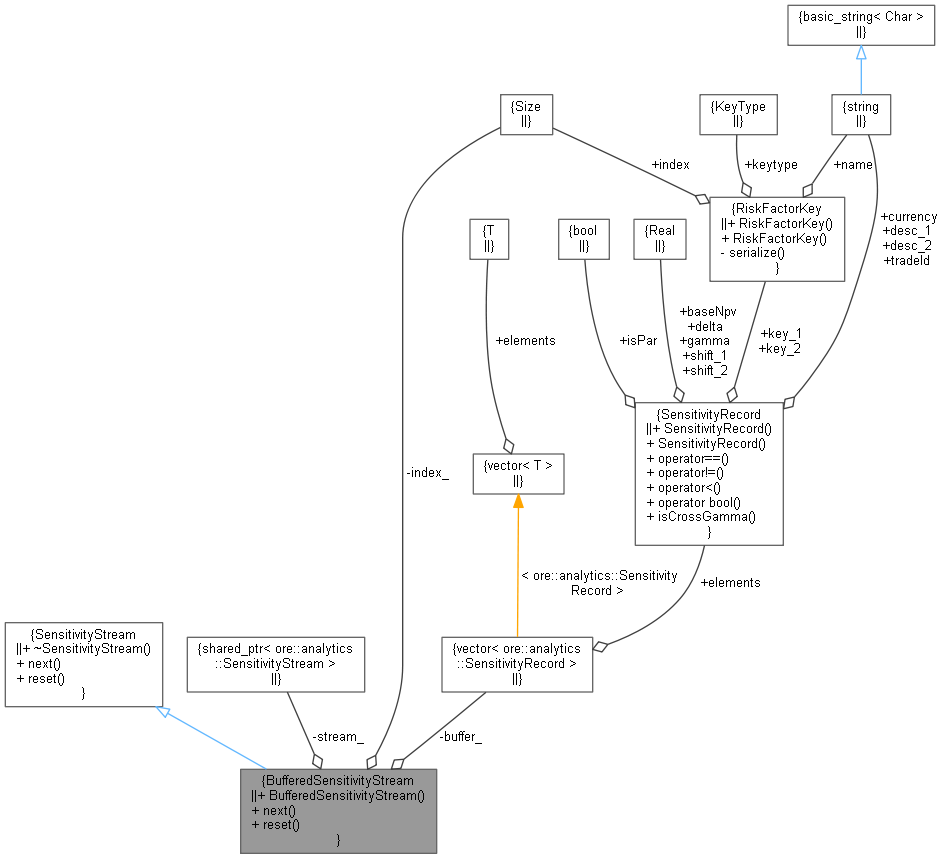 {basic_string< Char >
||}
{Size
||}
{KeyType
||}
{string
||}
+index
+keytype
+name
{RiskFactorKey
||+ RiskFactorKey()
+ RiskFactorKey()
- serialize()
}
+currency
+desc_1
+desc_2
+tradeId
{T
||}
{bool
||}
{Real
||}
+elements
+isPar
+baseNpv
+delta
+gamma
+shift_1
+shift_2
+key_1
+key_2
{SensitivityRecord
||+ SensitivityRecord()
+ SensitivityRecord()
+ operator==()
+ operator!=()
+ operator<()
+ operator bool()
+ isCrossGamma()
}
-index_
{vector< T >
||}
< ore::analytics::Sensitivity
Record >
+elements
{SensitivityStream
||+ ~SensitivityStream()
+ next()
+ reset()
}
{shared_ptr< ore::analytics
::SensitivityStream >
||}
{vector< ore::analytics
::SensitivityRecord >
||}
-stream_
-buffer_
{BufferedSensitivityStream
||+ BufferedSensitivityStream()
+ next()
+ reset()
}